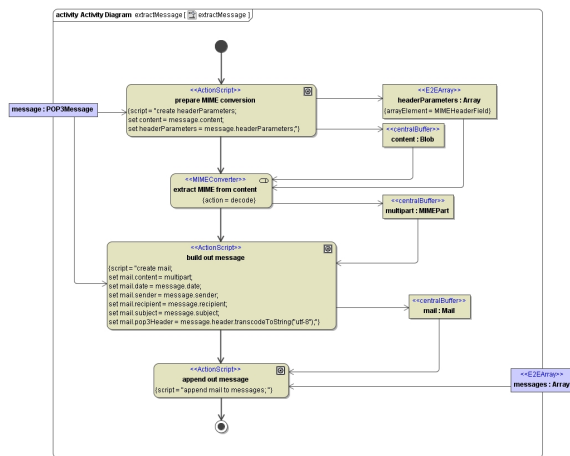 activity Activity Diagram extractMessage [ extractMessage ]
<<ActionScript>>
prepare MIME conversion
{script = "create headerParameters;
set content = message.content;
set headerParameters = message.headerParameters;"}
<<E2EArray>>
headerParameters : Array
{arrayElement = MIMEHeaderField}
message : POP3Message
<<centralBuffer>>
content : Blob
<<MIMEConverter>>
extract MIME from content
{action = decode}
<<centralBuffer>>
multipart : MIMEPart
<<ActionScript>>
build out message
{script = "create mail;
set mail.content = multipart;
set mail.date = message.date;
set mail.sender = message.sender;
set mail.recipient = message.recipient;
set mail.subject = message.subject;
set mail.pop3Header = message.header.transcodeToString("utf-8");"}
<<centralBuffer>>
mail : Mail
<<ActionScript>>
append out message
{script = "append mail to messages; "}
<<E2EArray>>
messages : Array